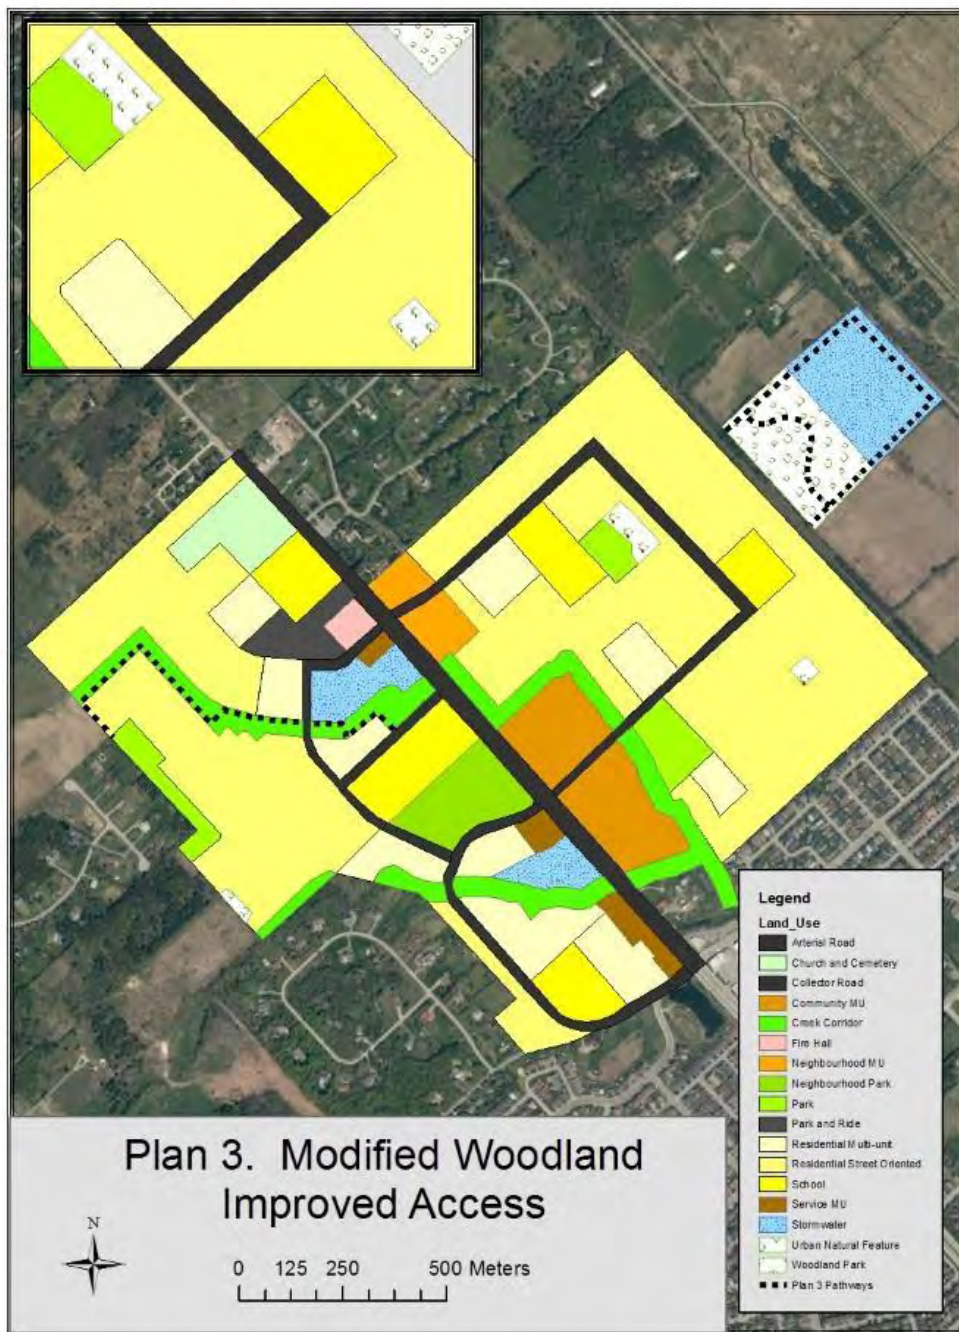 Legend
Land_Use
Arterial Road
Church and Cemetery
Collector Road
Community MU
Creek Corridor
Fire Hall
Neighbourhood MU
Neighbourhood Park
Park
Park and Ride
Residential Multi-unit
Residential Street Oriented
School
Service MU
Stormwater
Urban Natural Feature
Woodland Park
Plan 3 Pathways
Plan 3. Modified Woodland
Improved Access
N
0 125 250 500 Meters